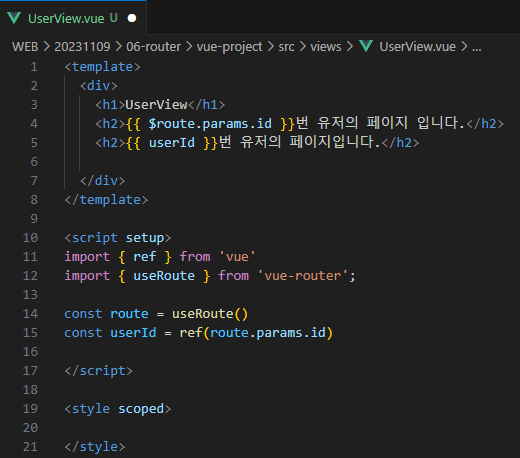 UserView.vue U
WEB > 20231109 > 06-router > vue-project > src > views > UserView.vue > ...
1 <template>
2 <div>
3 <h1>UserView</h1>
4 <h2>{{ $route.params.id }}번 유저의 페이지 입니다.</h2>
5 <h2>{{ userId }}번 유저의 페이지입니다.</h2>
6
7 </div>
8 </template>
9
10 <script setup>
11 import { ref } from 'vue'
12 import { useRoute } from 'vue-router';
13
14 const route = useRoute()
15 const userId = ref(route.params.id)
16
17 </script>
18
19 <style scoped>
20
21 </style>